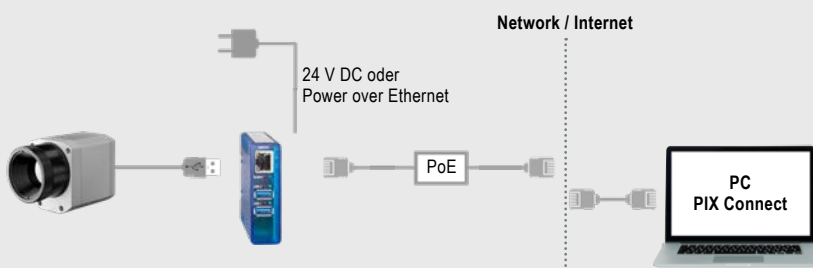 Network / Internet
24 V DC oder
Power over Ethernet
PoE
PC
PIX Connect